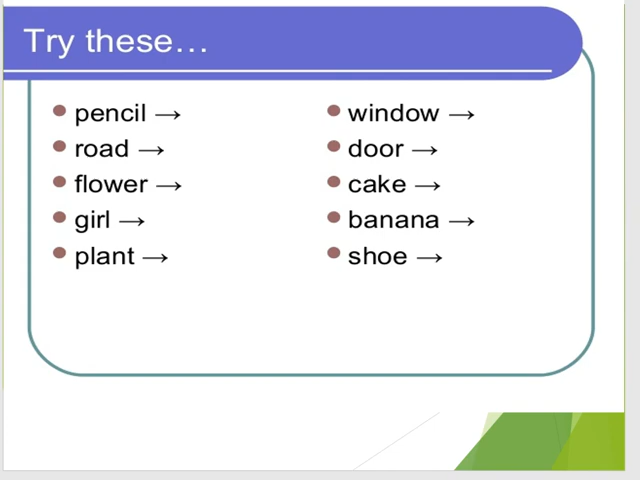 Try these…
pencil →
road →
flower →
girl →
plant →
window →
door →
cake →
banana →
shoe →